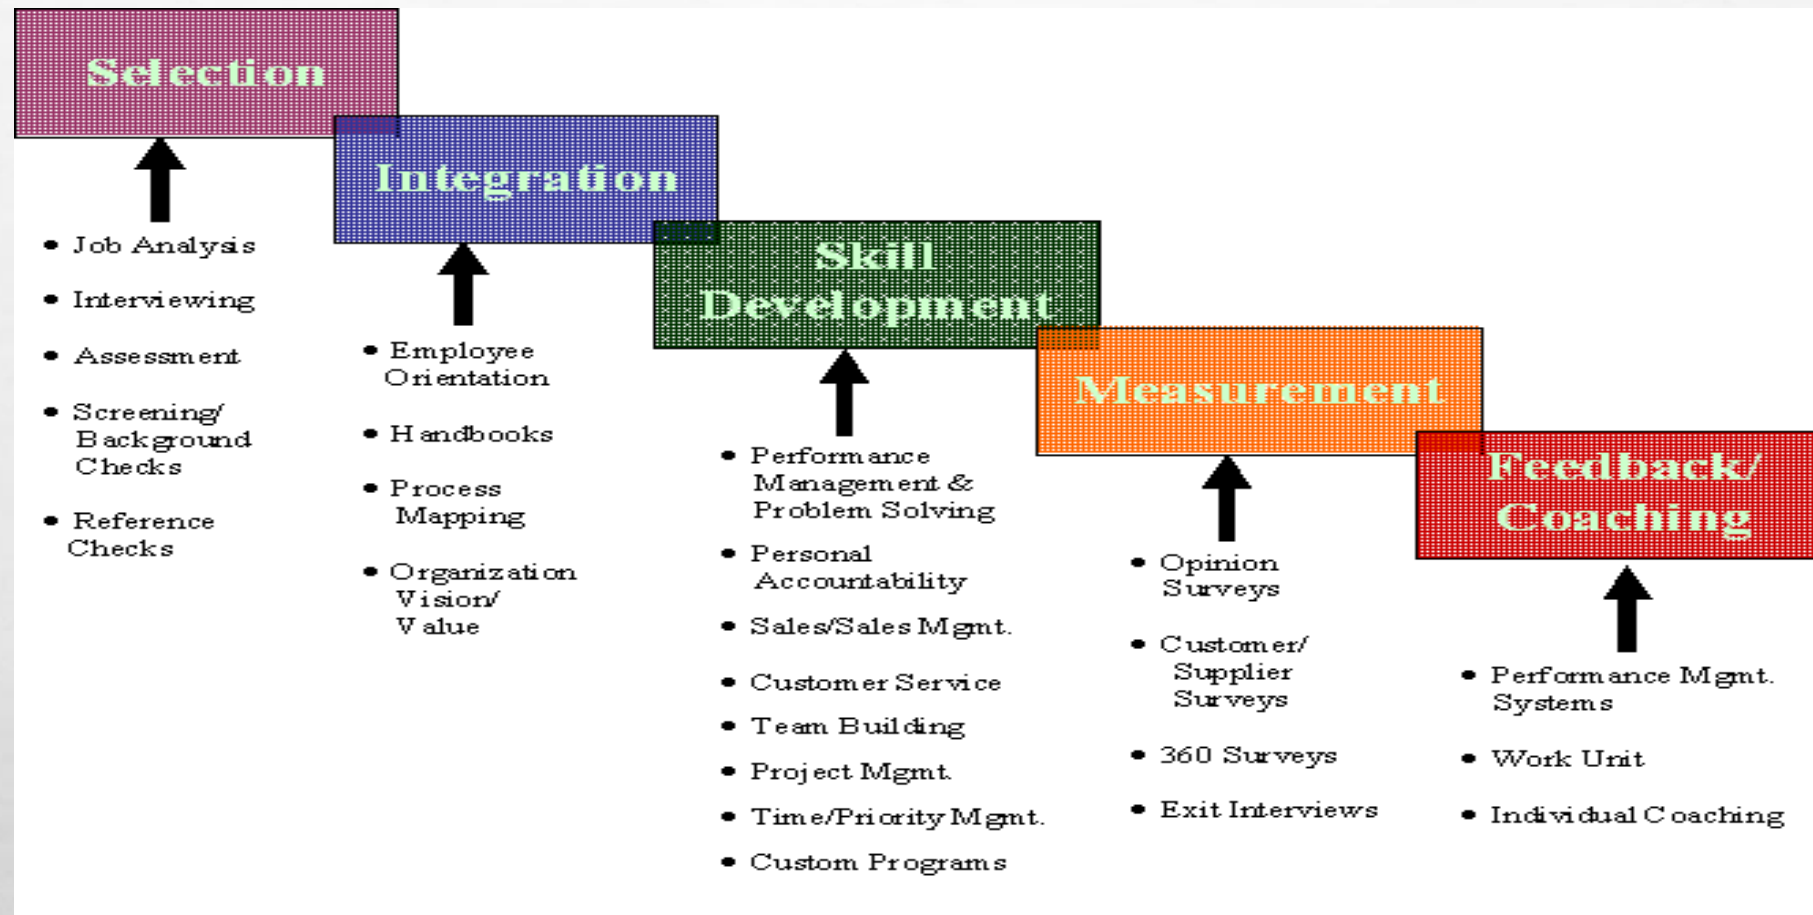 Selection
• Job Analysis
• Interviewing
• Assessment
• Screening/
Background
Checks
• Reference
Checks
Integration
• Employee
Orientation
• Handbooks
• Process
Mapping
• Organization
Vision/
Value
Skill
Development
• Performance
Management &
Problem Solving
• Personal
Accountability
• Sales/Sales Mgmt.
• Customer Service
• Team Building
• Project Mgmt.
• Time/Priority Mgmt.
• Custom Programs
Measurement
• Opinion
Surveys
• Customer/
Supplier
Surveys
• 360 Surveys
• Exit Interviews
Feedback/
Coaching
• Performance Mgmt.
Systems
• Work Unit
• Individual Coaching